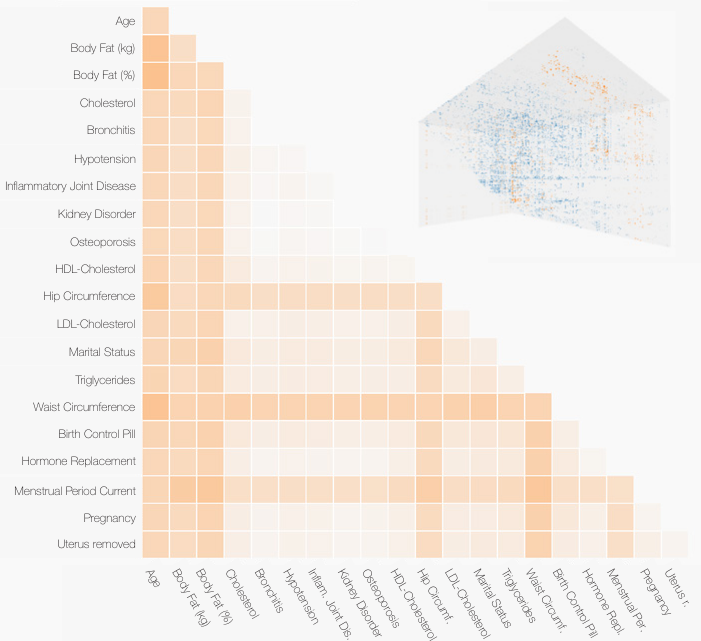 Age
Body Fat (kg)
Body Fat (%)
Cholesterol
Bronchitis
Hypotension
Inflammatory Joint Disease
Kidney Disorder
Osteoporosis
HDL-Cholesterol
Hip Circumference
LDL-Cholesterol
Marital Status
Triglycerides
Waist Circumference
Birth Control Pill
Hormone Replacement
Menstrual Period Current
Pregnancy
Uterus removed
Age
Body Fat (kg)
Body Fat (%)
Cholesterol
Bronchitis
Hypotension
Inflam. Joint Dis.
Kidney Disorder
Osteoporosis
HDL-Cholesterol
Hip Circumf.
LDL-Cholesterol
Marital Status
Triglycerides
Waist Circumf.
Birth Control Pill
Hormone Repl.
Menstrual Per.
Pregnancy
Uterus r.